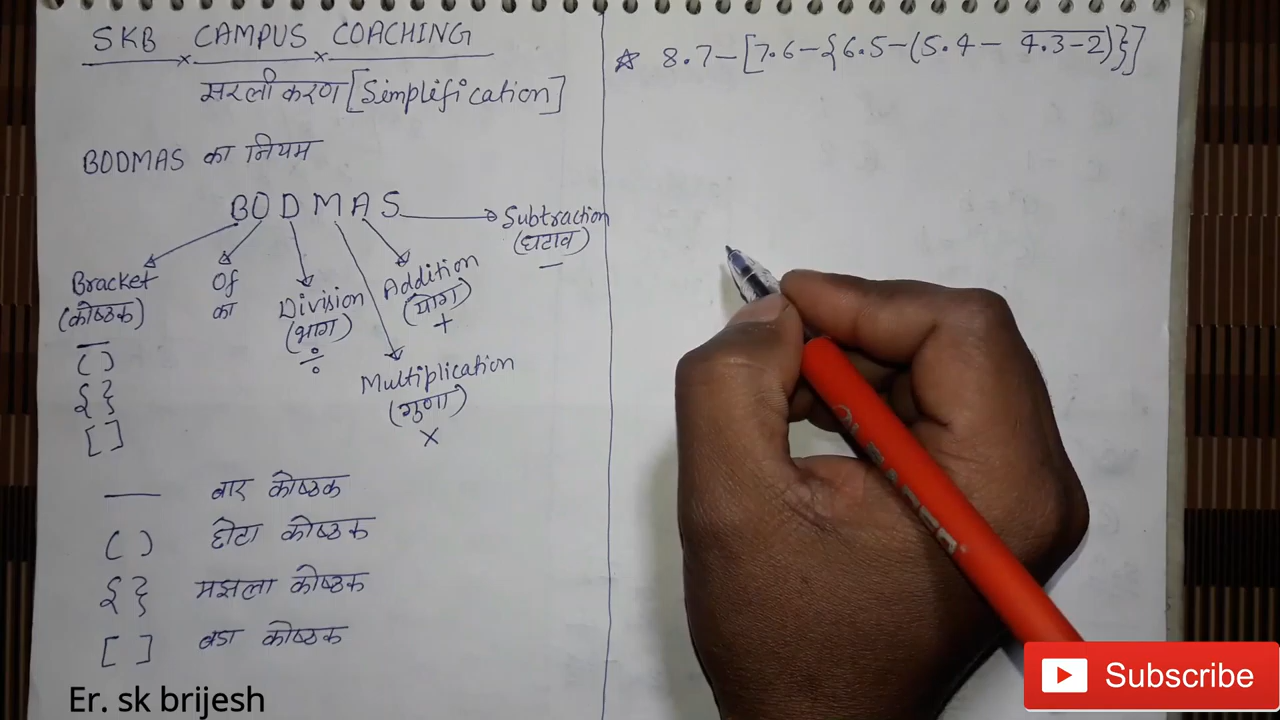 SKB CAMPUS COACHING
सरलीकरण [Simplification]
BODMAS का नियम
BODMAS
Bracket
(कोष्ठक)
—
( )
{ }
[ ]
Of
का
Division
(भाग)
÷
Multiplication
(गुणा)
×
Addition
(योग)
+
Subtraction
(घटाव)
—
— बार कोष्ठक
( ) छोटा कोष्ठक
{ } मझला कोष्ठक
[ ] बडा कोष्ठक
Er. sk brijesh
☆ 8.7-[7.6-{6.5-(5.4-4.3-2)}]
Subscribe